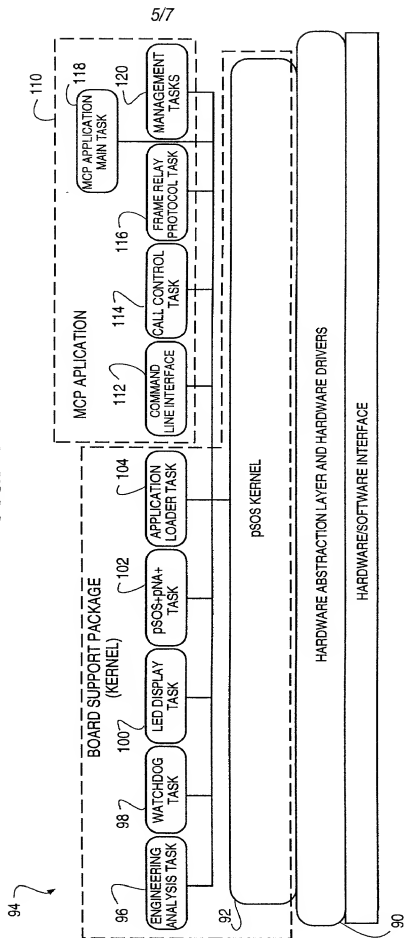 5/7
94
BOARD SUPPORT PACKAGE
(KERNEL)
96
ENGINEERING
ANALYSIS TASK
98
WATCHDOG
TASK
100
LED DISPLAY
TASK
102
pSOS+pNA+
TASK
104
APPLICATION
LOADER TASK
MCP APLICATION
110
112
COMMAND
LINE INTERFACE
114
CALL CONTROL
TASK
116
FRAME RELAY
PROTOCOL TASK
118
MCP APPLICATION
MAIN TASK
120
MANAGEMENT
TASKS
92
pSOS KERNEL
HARDWARE ABSTRACTION LAYER AND HARDWARE DRIVERS
90
HARDWARE/SOFTWARE INTERFACE